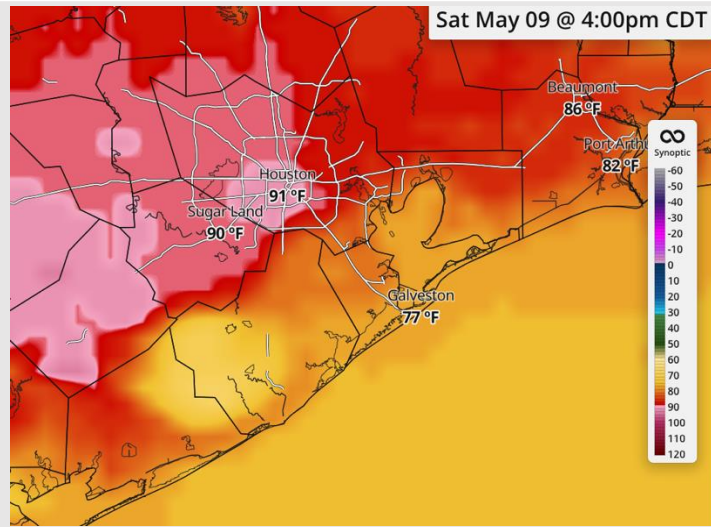 Sat May 09 @ 4:00pm CDT
Beaumont
86 °F
Port Arthu
82 °F
Houston
91 °F
Sugar Land
90 °F
Galveston
77 °F
Synoptic
-60
-50
-40
-30
-20
-10
0
10
20
30
40
50
60
70
80
90
100
110
120